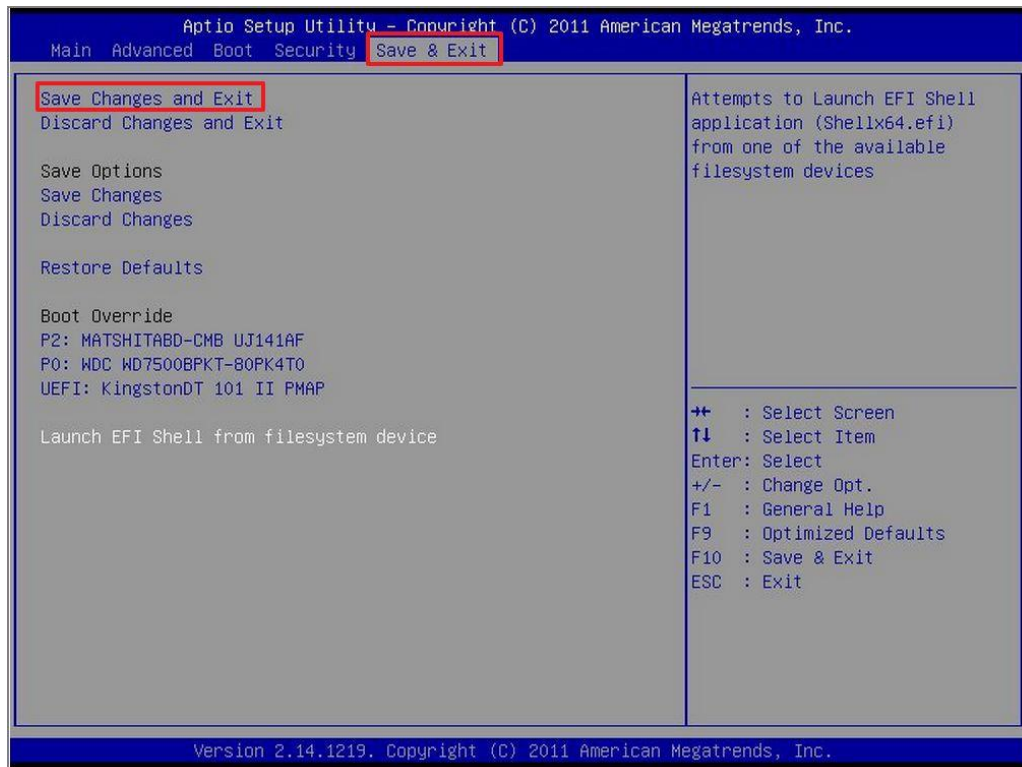 Aptio Setup Utility – Copyright (C) 2011 American Megatrends, Inc.
Main Advanced Boot Security Save & Exit
Save Changes and Exit
Discard Changes and Exit
Save Options
Save Changes
Discard Changes
Restore Defaults
Boot Override
P2: MATSHITABD-CMB UJ141AF
P0: WDC WD7500BPKT-80PK4T0
UEFI: KingstonDT 101 II PMAP
Launch EFI Shell from filesystem device
Attempts to Launch EFI Shell
application (Shellx64.efi)
from one of the available
filesystem devices
→← : Select Screen
↑↓ : Select Item
Enter: Select
+/- : Change Opt.
F1 : General Help
F9 : Optimized Defaults
F10 : Save & Exit
ESC : Exit
Version 2.14.1219. Copyright (C) 2011 American Megatrends, Inc.